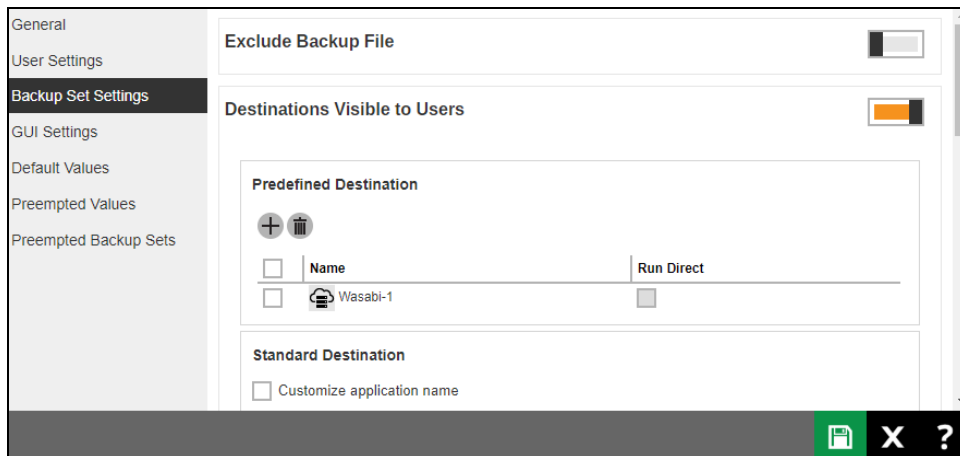 General
User Settings
Backup Set Settings
GUI Settings
Default Values
Preempted Values
Preempted Backup Sets
Exclude Backup File
Destinations Visible to Users
Predefined Destination
Name Run Direct
Wasabi-1
Standard Destination
Customize application name
X ?